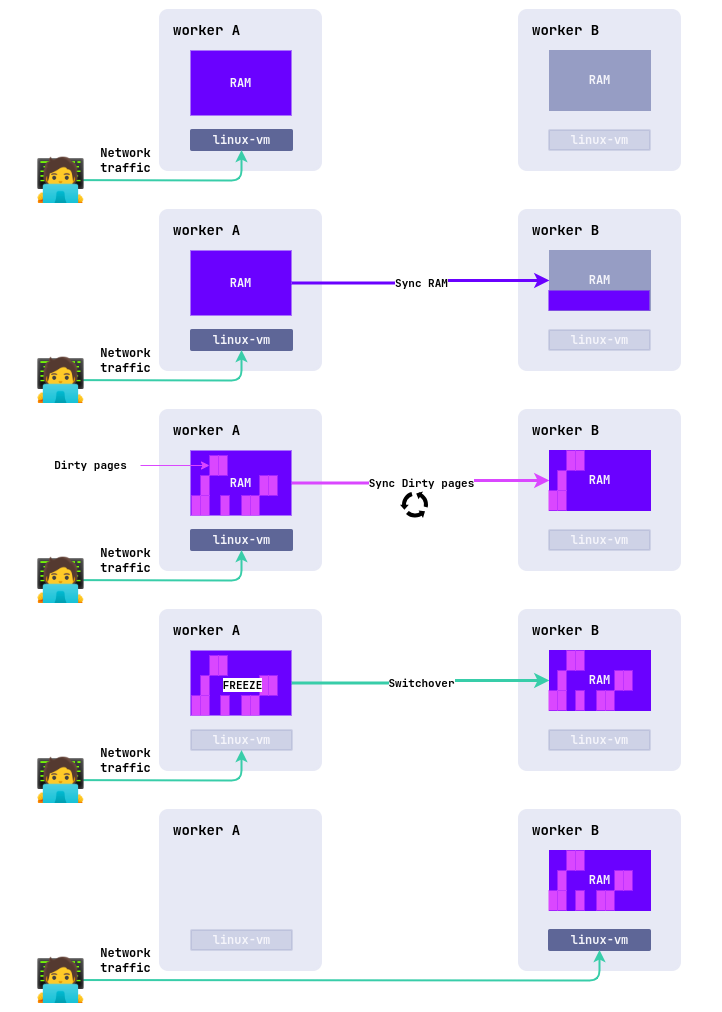 worker A
worker B
RAM
RAM
linux-vm
linux-vm
Network
traffic
worker A
worker B
RAM
Sync RAM
RAM
linux-vm
linux-vm
Network
traffic
worker A
worker B
Dirty pages
RAM
Sync Dirty pages
RAM
linux-vm
linux-vm
Network
traffic
worker A
worker B
FREEZE
Switchover
RAM
linux-vm
linux-vm
Network
traffic
worker A
worker B
RAM
linux-vm
linux-vm
Network
traffic